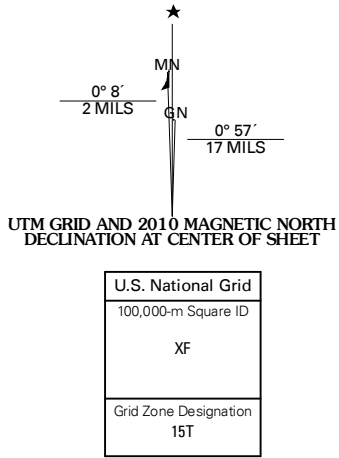 ★
MN
0° 8´
2 MILS
GN
0° 57´
17 MILS
UTM GRID AND 2010 MAGNETIC NORTH
DECLINATION AT CENTER OF SHEET
U.S. National Grid
100,000-m Square ID
XF
Grid Zone Designation
15T